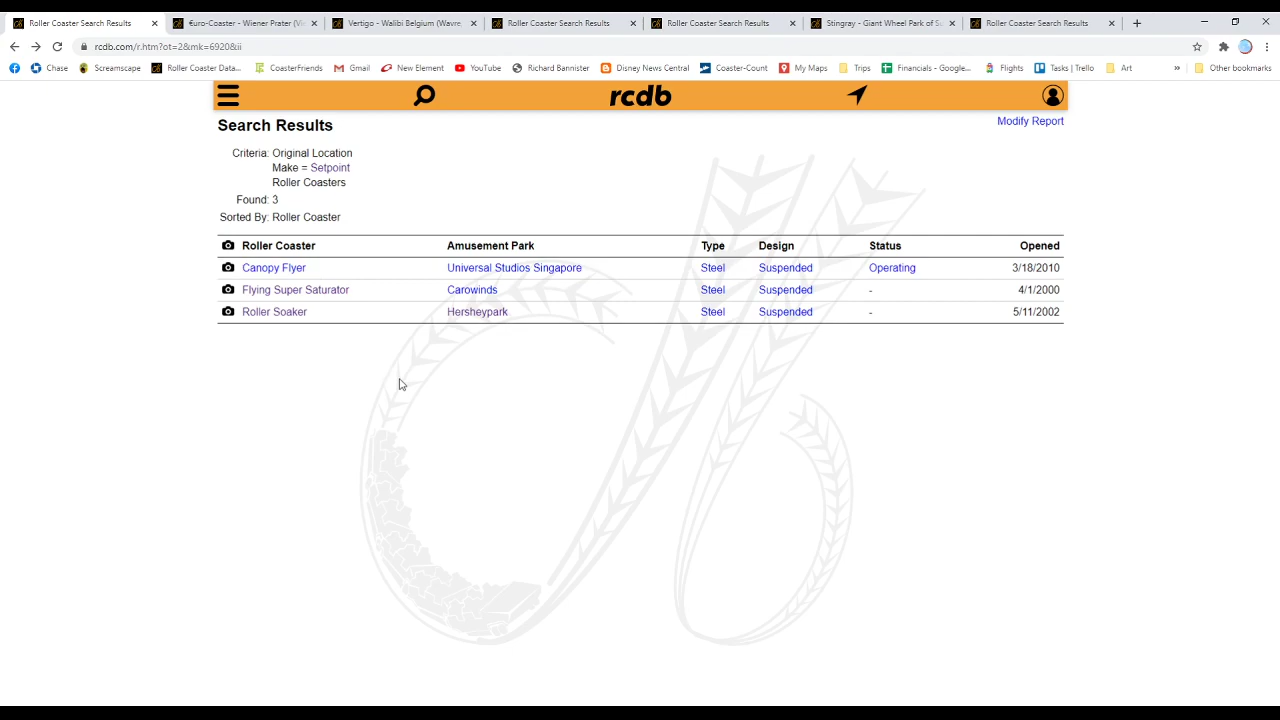 Roller Coaster Search Results
€uro-Coaster - Wiener Prater (Vi
Vertigo - Walibi Belgium (Wavre,
Roller Coaster Search Results
Roller Coaster Search Results
Stingray - Giant Wheel Park of S
Roller Coaster Search Results
rcdb.com/r.htm?ot=2&mk=6920&ii
Chase
Screamscape
Roller Coaster Data...
CoasterFriends
Gmail
New Element
YouTube
Richard Bannister
Disney News Central
Coaster-Count
My Maps
Trips
Financials - Google...
Flights
Tasks | Trello
Art
»
Other bookmarks
rcdb
Search Results
Modify Report
Criteria: Original Location
Make = Setpoint
Roller Coasters
Found: 3
Sorted By: Roller Coaster
Roller Coaster Amusement Park Type Design Status Opened
Canopy Flyer Universal Studios Singapore Steel Suspended Operating 3/18/2010
Flying Super Saturator Carowinds Steel Suspended - 4/1/2000
Roller Soaker Hersheypark Steel Suspended - 5/11/2002